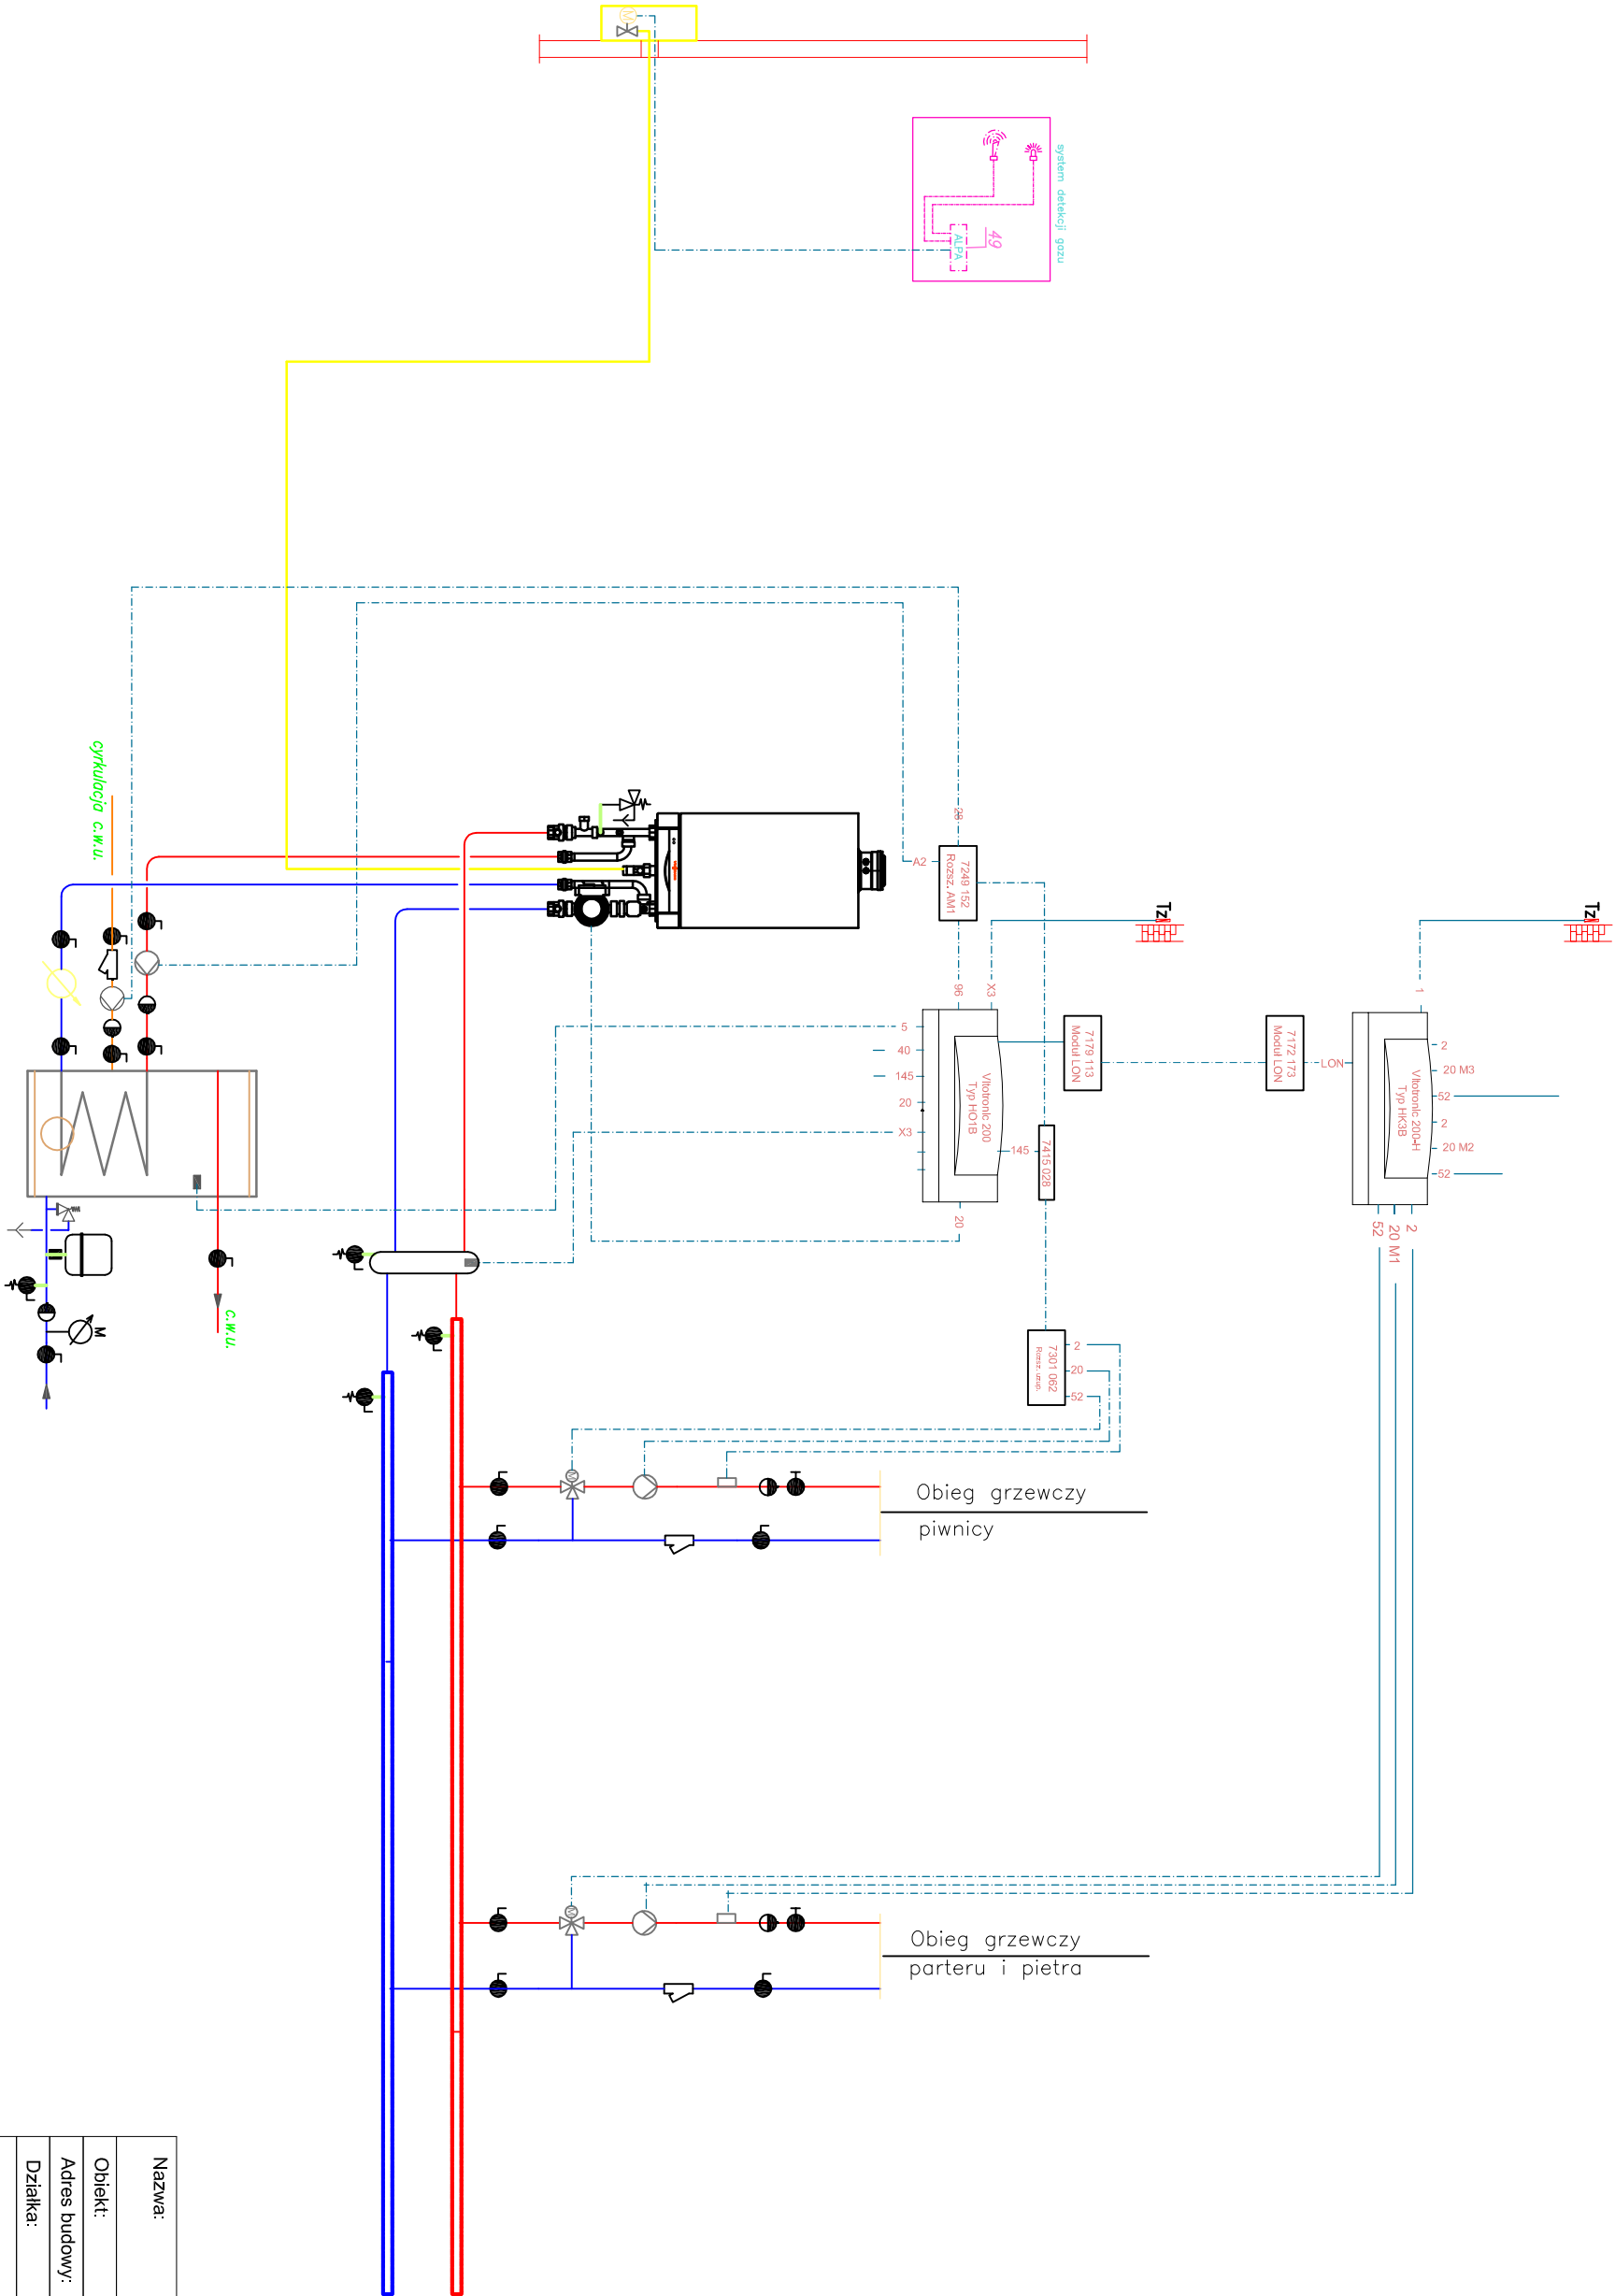 M
system detekcji gazu
49
ALPA
28
A2
7249 152
Rozsz. AM1
Tz
Tz
96
X3
1
5
40
145
20
X3
Vitotronic 200
Typ HO1B
145
20
7179 113
Moduł LON
7172 173
Moduł LON
LON
Vitotronic 200-H
Typ HK3B
2
20 M3
52
2
20 M2
52
52
20 M1
2
7415 028
7301 062
Rozsz. uzup.
2
20
52
cyrkulacja c.w.u.
c.w.u.
M
M
Obieg grzewczy
piwnicy
M
Obieg grzewczy
parteru i pietra
Nazwa:
Obiekt:
Adres budowy:
Działka: